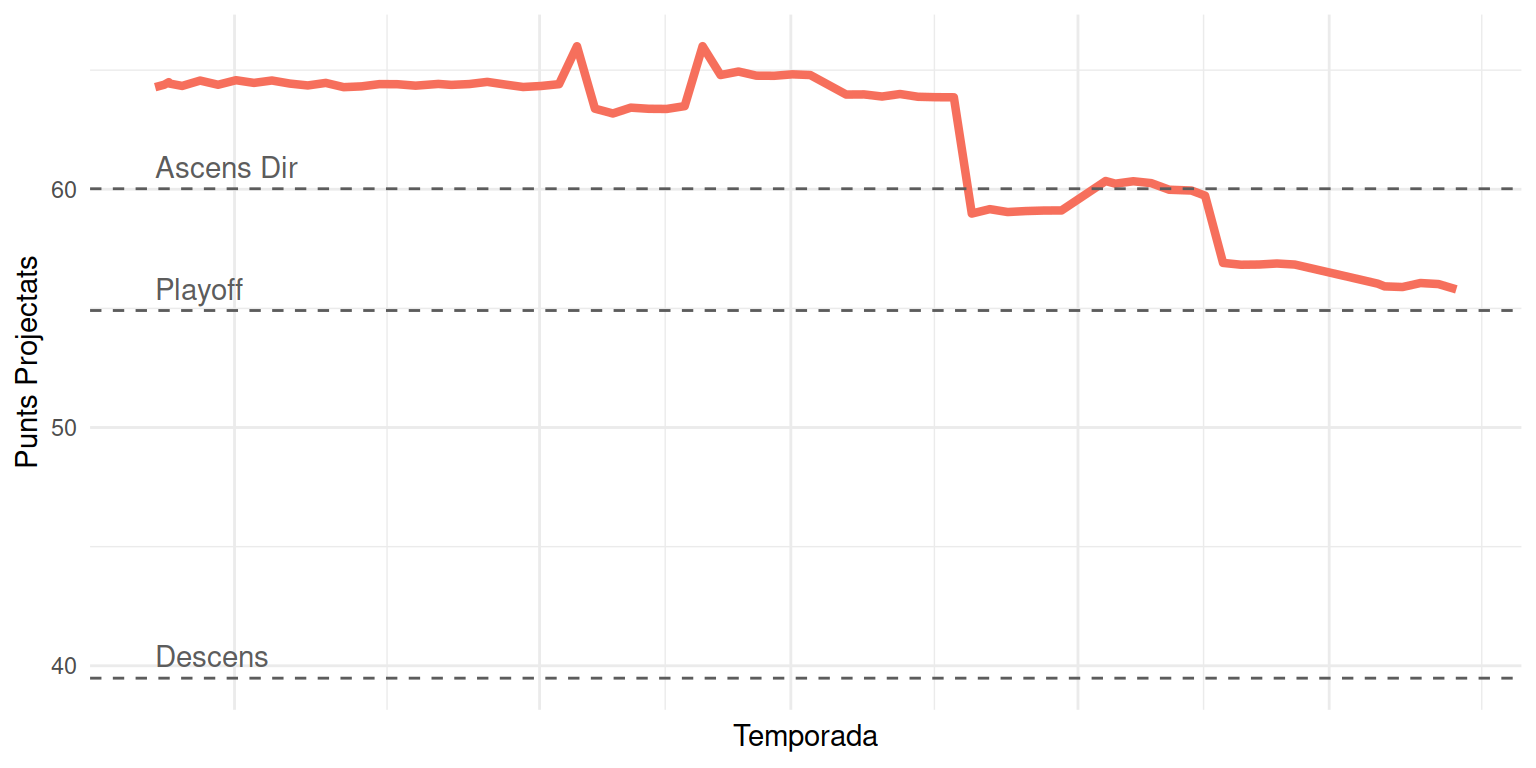 Punts Projectats
60
50
40
Ascens Dir
Playoff
Descens
Temporada